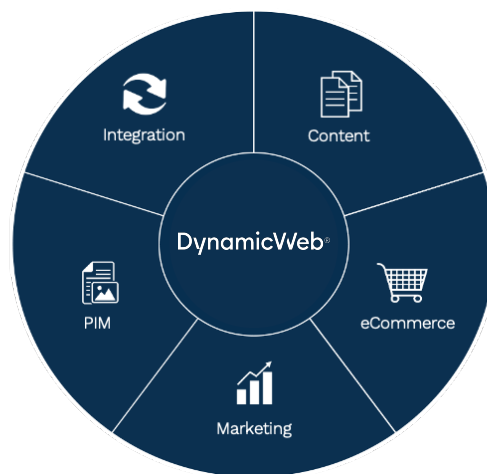 Integration
Content
DynamicWeb®
PIM
eCommerce
Marketing